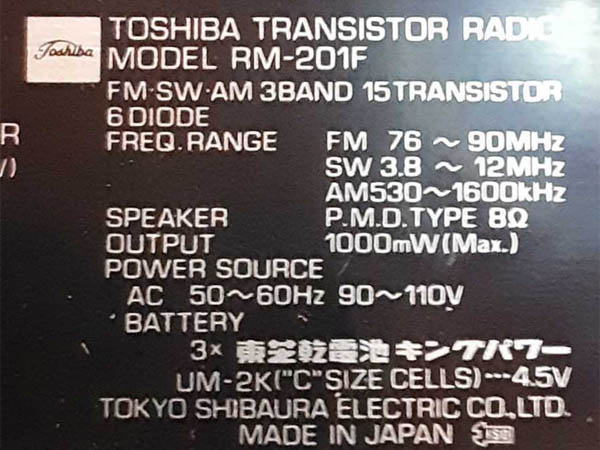 Toshiba
TOSHIBA TRANSISTOR RADIO
MODEL RM-201F
FM·SW·AM 3BAND 15TRANSISTOR
6 DIODE
FREQ. RANGE FM 76 ～ 90MHz
SW 3.8 ～ 12MHz
AM530～1600kHz
SPEAKER P.M.D.TYPE 8Ω
OUTPUT 1000mW(Max.)
POWER SOURCE
AC 50～60Hz 90～110V
BATTERY
3× 東芝乾電池 キングパワー
UM-2K("C"SIZE CELLS)---4.5V
TOKYO SHIBAURA ELECTRIC CO.,LTD.
MADE IN JAPAN